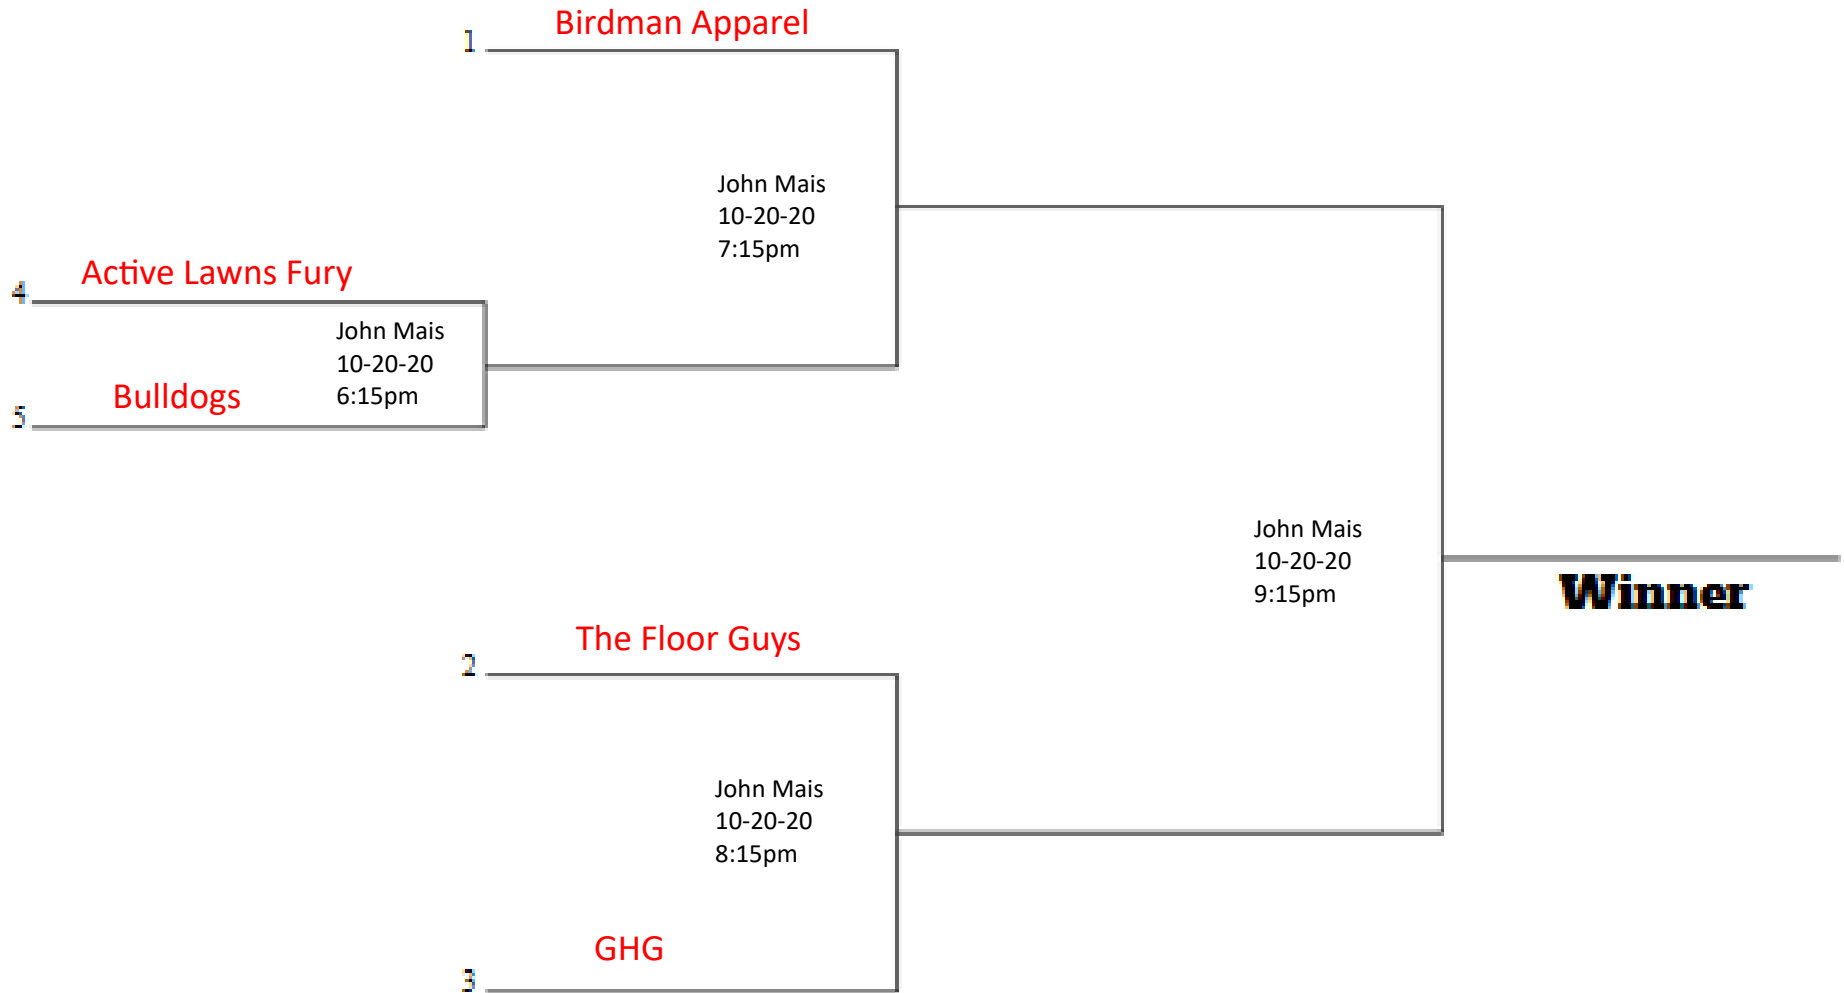 Birdman Apparel
1
John Mais
10-20-20
7:15pm
Active Lawns Fury
4
John Mais
10-20-20
6:15pm
Bulldogs
5
John Mais
10-20-20
9:15pm
Winner
The Floor Guys
2
John Mais
10-20-20
8:15pm
GHG
3